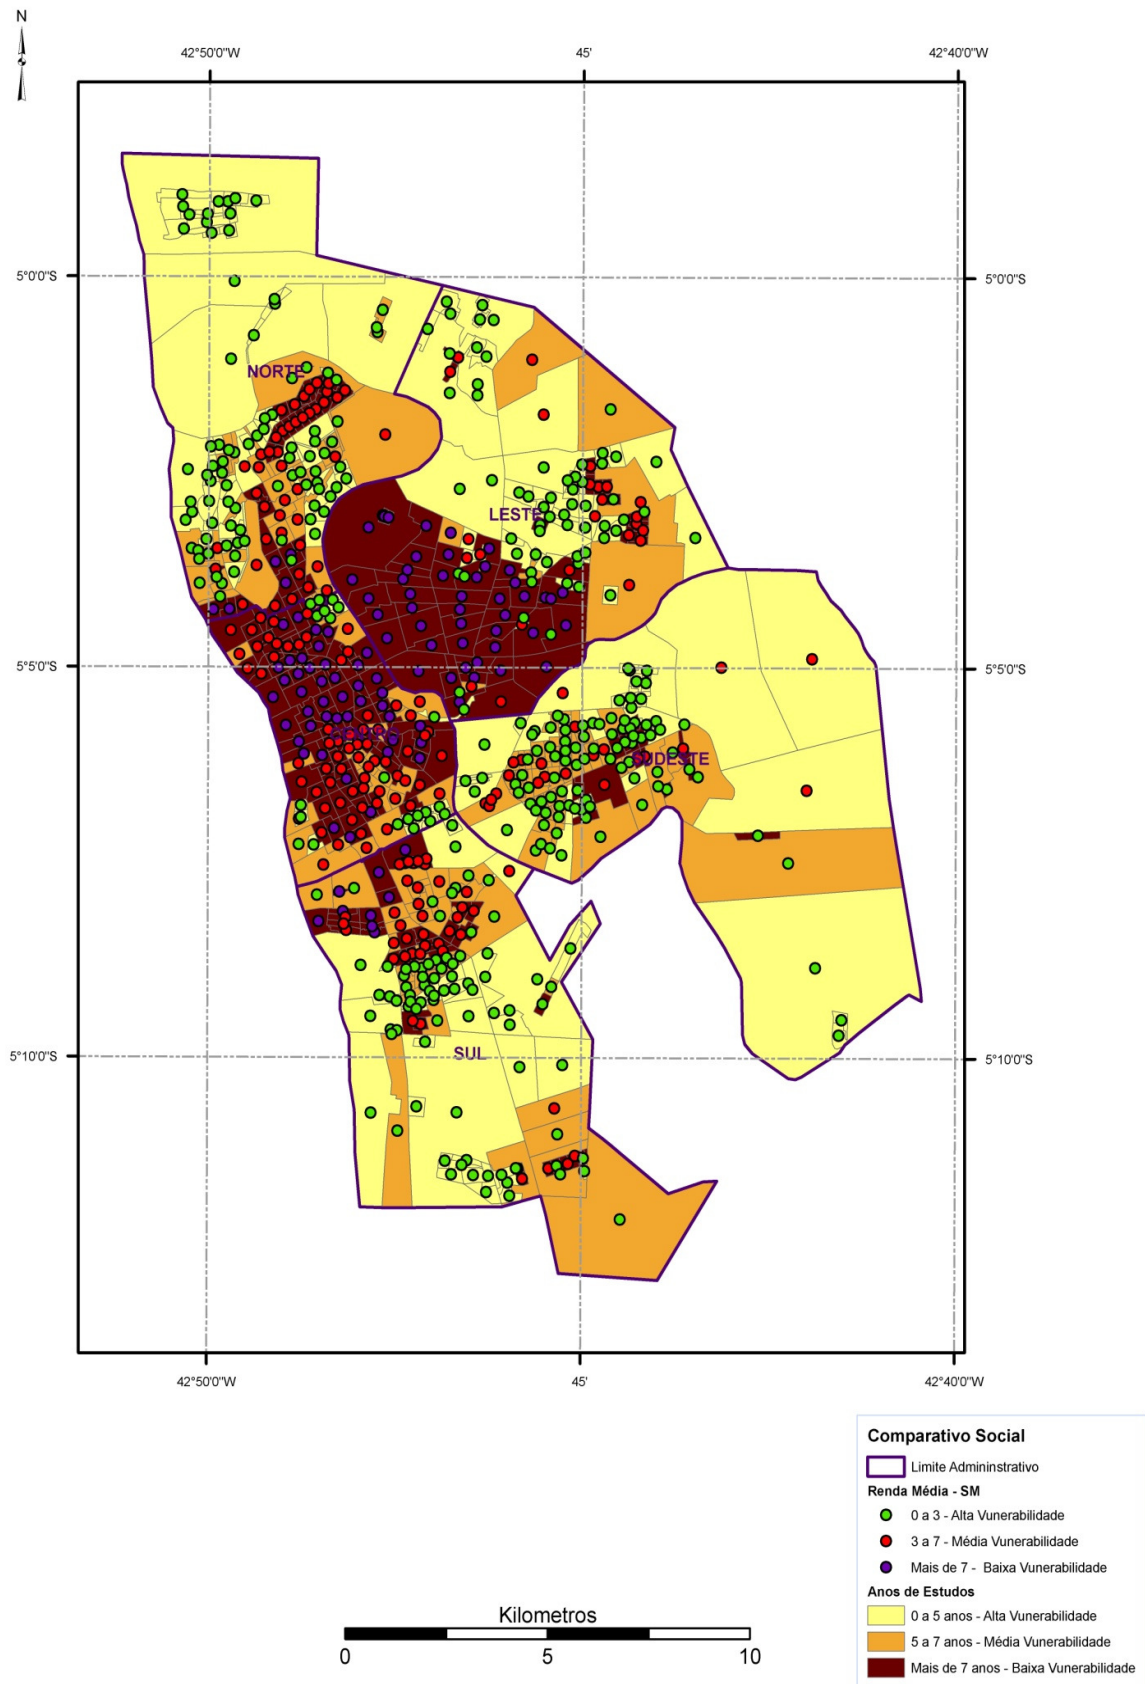 N
42°50'0"W
45'
42°40'0"W
5°0'0"S
5°0'0"S
NORTE
LESTE
5°50'0"S
5°5'0"S
CENTRO
SUDESTE
5°10'0"S
5°10'0"S
SUL
42°50'0"W
45'
42°40'0"W
Comparativo Social
Limite Admininstrativo
Renda Média - SM
0 a 3 - Alta Vunerabilidade
3 a 7 - Média Vunerabilidade
Mais de 7 - Baixa Vunerabilidade
Anos de Estudos
0 a 5 anos - Alta Vunerabilidade
5 a 7 anos - Média Vunerabilidade
Mais de 7 anos - Baixa Vunerabilidade
Kilometros
0
5
10